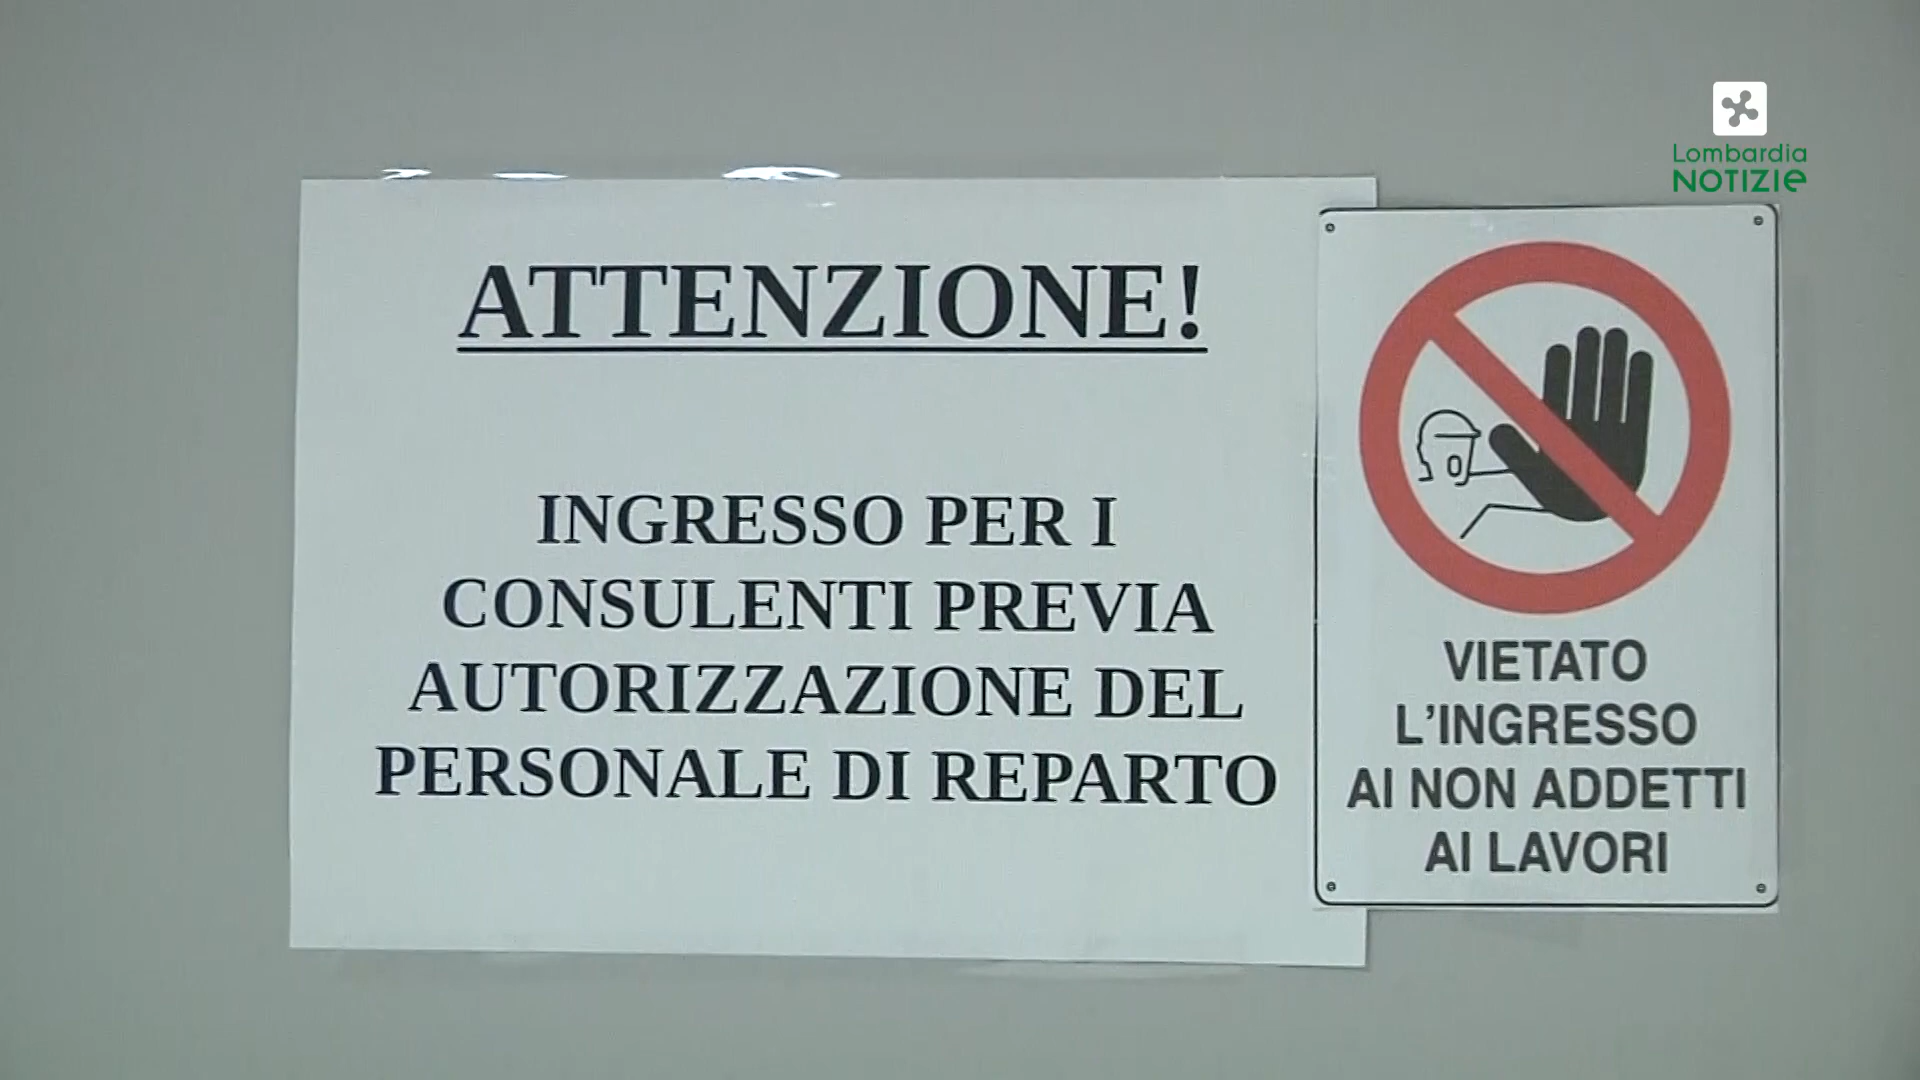 Lombardia
NOTIZIe
ATTENZIONE!
INGRESSO PER I
CONSULENTI PREVIA
AUTORIZZAZIONE DEL
PERSONALE DI REPARTO
VIETATO
L'INGRESSO
AI NON ADDETTI
AI LAVORI